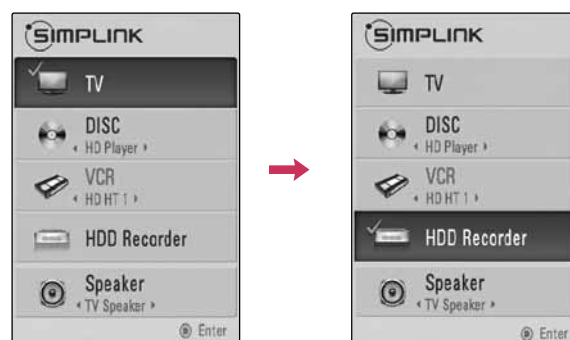 SIMPLINK
TV
DISC
◄ HD Player ►
VCR
◄ HD HT 1 ►
HDD Recorder
Speaker
◄ TV Speaker ►
◉ Enter
SIMPLINK
TV
DISC
◄ HD Player ►
VCR
◄ HD HT 1 ►
HDD Recorder
Speaker
◄ TV Speaker ►
◉ Enter